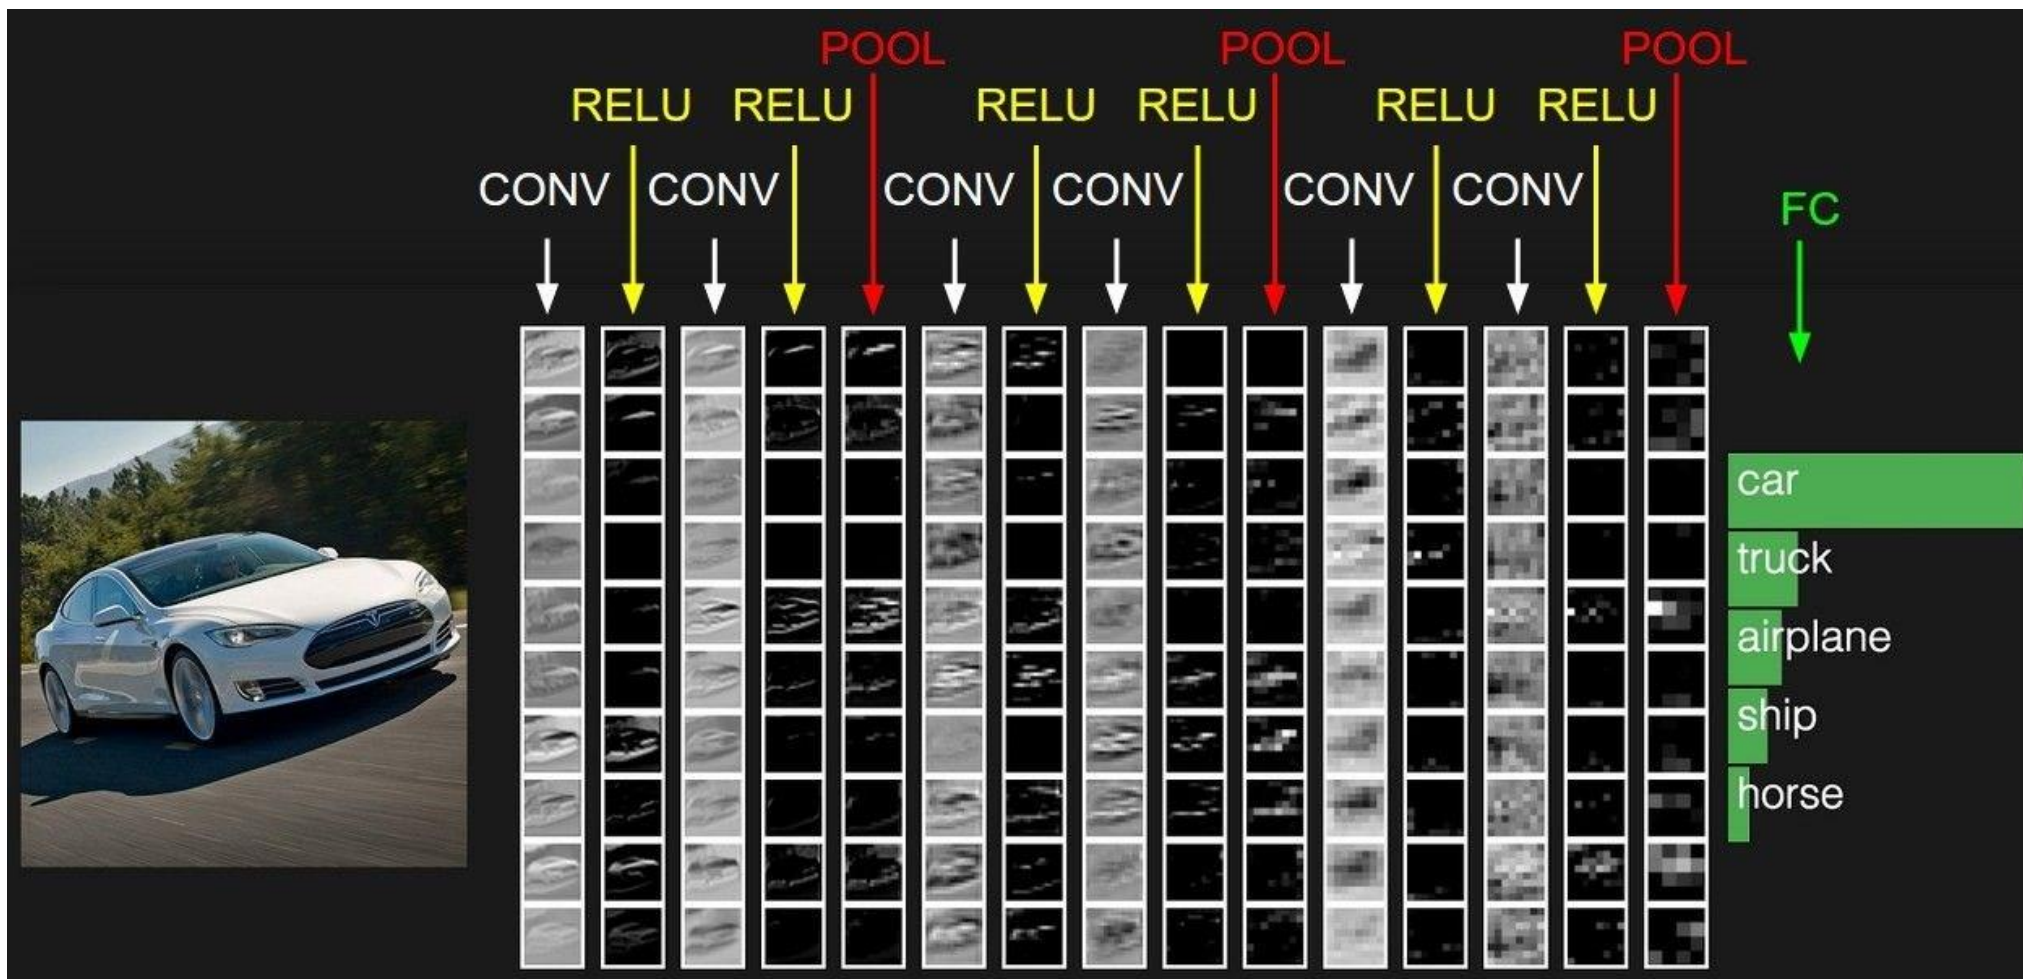 POOL POOL POOL
RELU RELU RELU RELU RELU RELU
CONV CONV CONV CONV CONV CONV
FC
car
truck
airplane
ship
horse